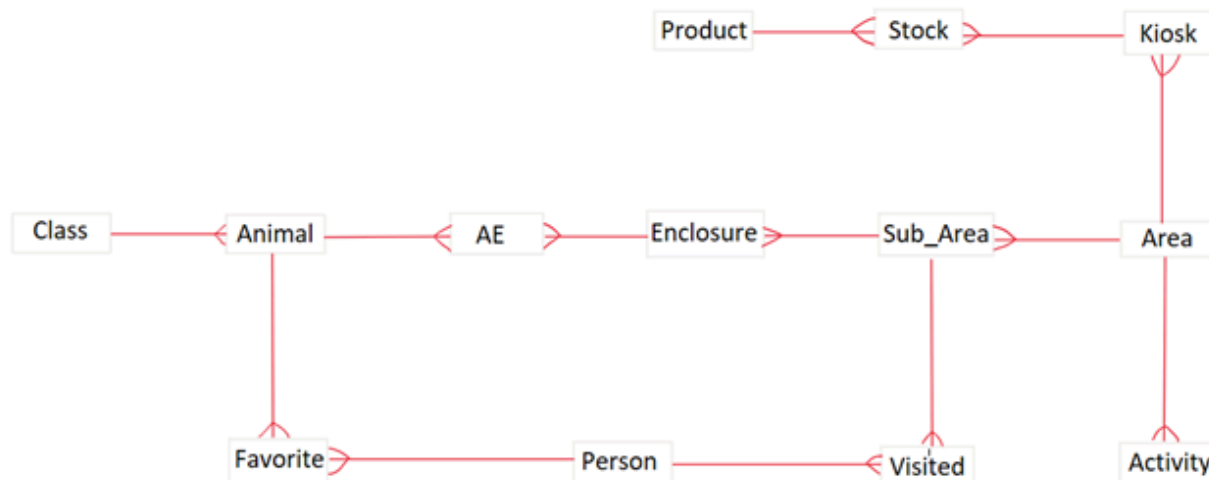 Product
Stock
Kiosk
Class
Animal
AE
Enclosure
Sub_Area
Area
Favorite
Person
Visited
Activity